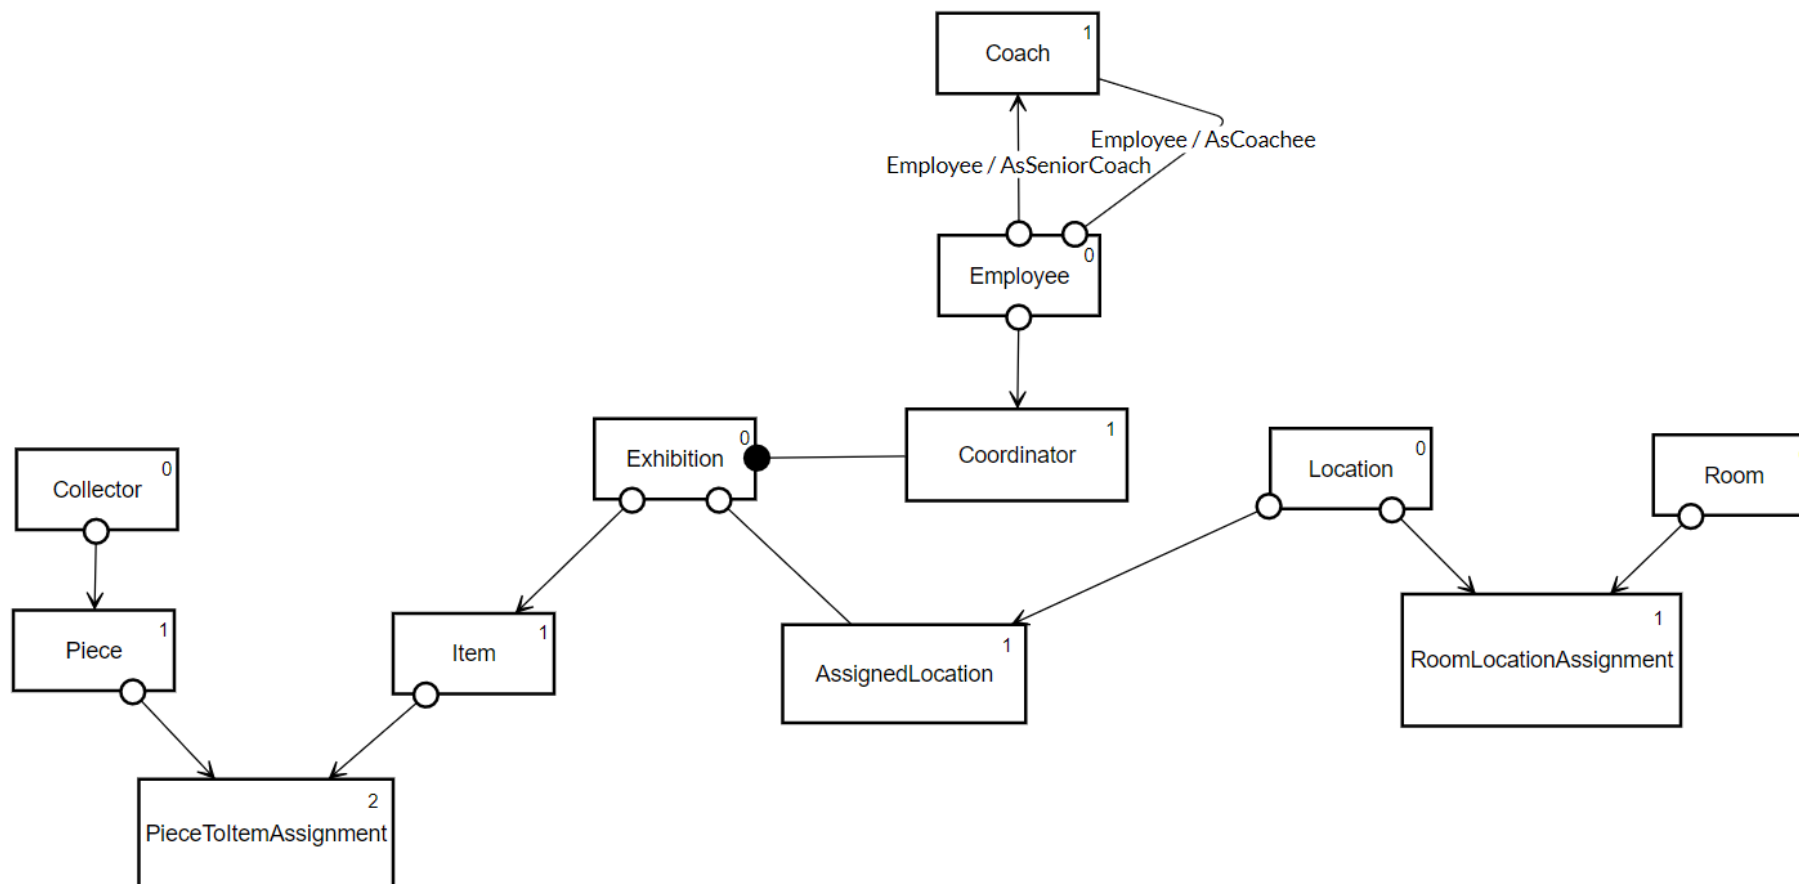 Coach
1
Employee / AsCoachee
Employee / AsSeniorCoach
Employee
0
Exhibition
0
Coordinator
1
Location
0
Room
Collector
0
Piece
1
Item
1
AssignedLocation
1
RoomLocationAssignment
1
PieceToItemAssignment
2